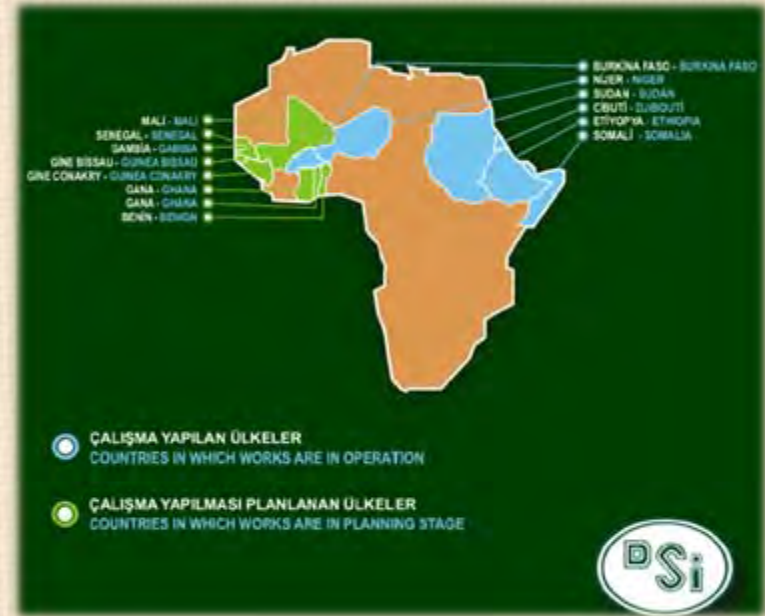 BURKİNA FASO - BURKINA FASO
NİJER - NIGER
SUDAN - SUDAN
CİBUTİ - DJIBOUTI
ETİYOPYA - ETHIOPIA
SOMALİ - SOMALIA
MALİ - MALI
SENEGAL - SENEGAL
GAMBİA - GAMBIA
GİNE BİSSAU - GUINEA BISSAU
GİNE CONAKRY - GUINEA CONAKRY
GANA - GHANA
GANA - GHANA
BENİN -
ÇALIŞMA YAPILAN ÜLKELER
COUNTRIES IN WHICH WORKS ARE IN OPERATION
ÇALIŞMA YAPILMASI PLANLANAN ÜLKELER
COUNTRIES IN WHICH WORKS ARE IN PLANNING STAGE
DSi